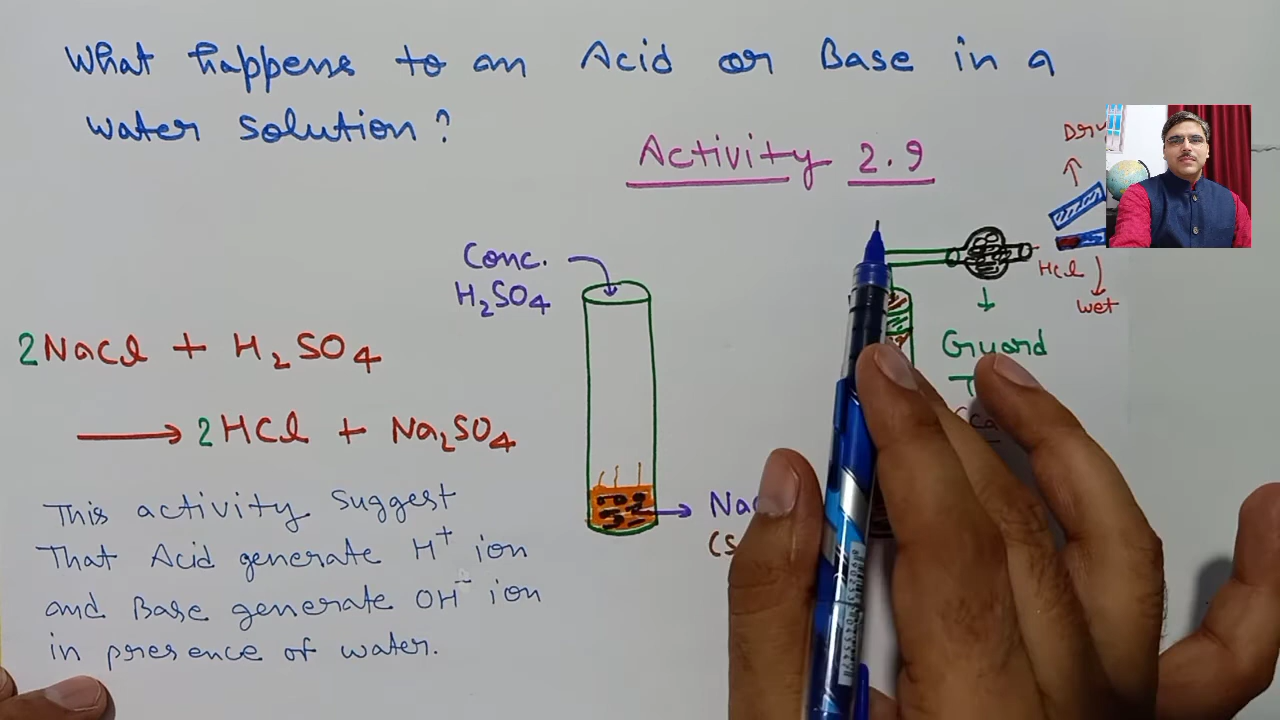 What happens to an Acid or Base in a
water solution?
Activity 2.9
Conc.
H₂SO₄
HCl
wet
Guard
2NaCl + H₂SO₄
⟶ 2HCl + Na₂SO₄
This activity suggest
That Acid generate H⁺ ion
and Base generate OH⁻ ion
in presence of water.